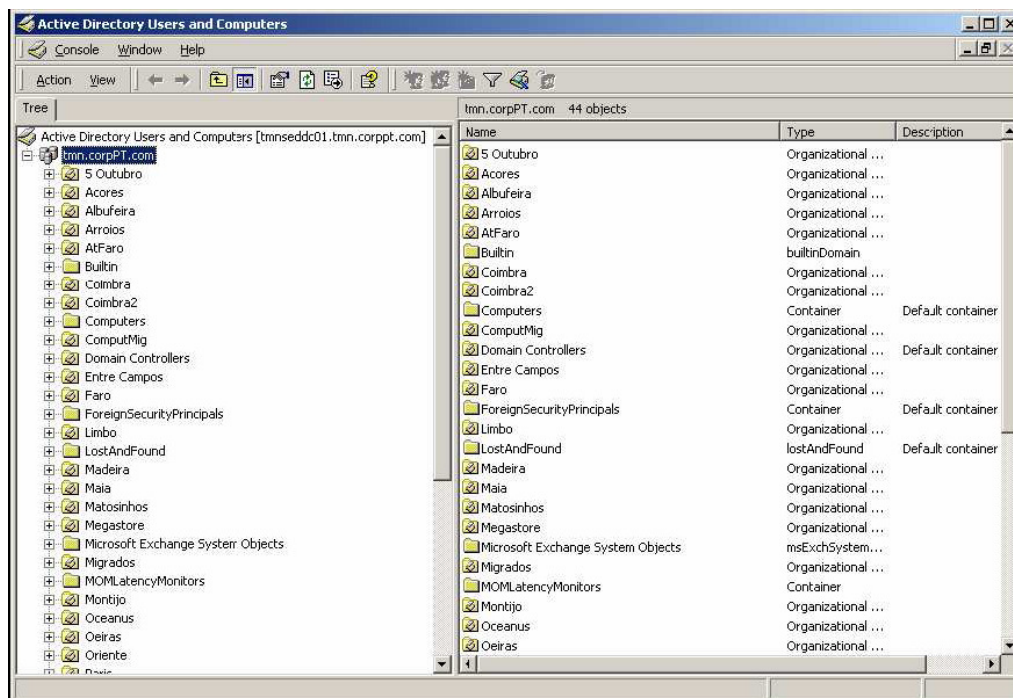 Active Directory Users and Computers
Console Window Help
Action View
Tree
tmn.corpPT.com 44 objects
Active Directory Users and Computers [tmnseddc01.tmn.corppt.com]
tmn.corpPT.com
5 Outubro
Acores
Albufeira
Arroios
AtFaro
Builtin
Coimbra
Coimbra2
Computers
ComputMig
Domain Controllers
Entre Campos
Faro
ForeignSecurityPrincipals
Limbo
LostAndFound
Madeira
Maia
Matosinhos
Megastore
Microsoft Exchange System Objects
Migrados
MOMLatencyMonitors
Montijo
Oceanus
Oeiras
Oriente
Name Type Description
5 Outubro Organizational ...
Acores Organizational ...
Albufeira Organizational ...
Arroios Organizational ...
AtFaro Organizational ...
Builtin builtinDomain
Coimbra Organizational ...
Coimbra2 Organizational ...
Computers Container Default container
ComputMig Organizational ...
Domain Controllers Organizational ... Default container
Entre Campos Organizational ...
Faro Organizational ...
ForeignSecurityPrincipals Container Default container
Limbo Organizational ...
LostAndFound lostAndFound Default container
Madeira Organizational ...
Maia Organizational ...
Matosinhos Organizational ...
Megastore Organizational ...
Microsoft Exchange System Objects msExchSystem...
Migrados Organizational ...
MOMLatencyMonitors Container
Montijo Organizational ...
Oceanus Organizational ...
Oeiras Organizational ...